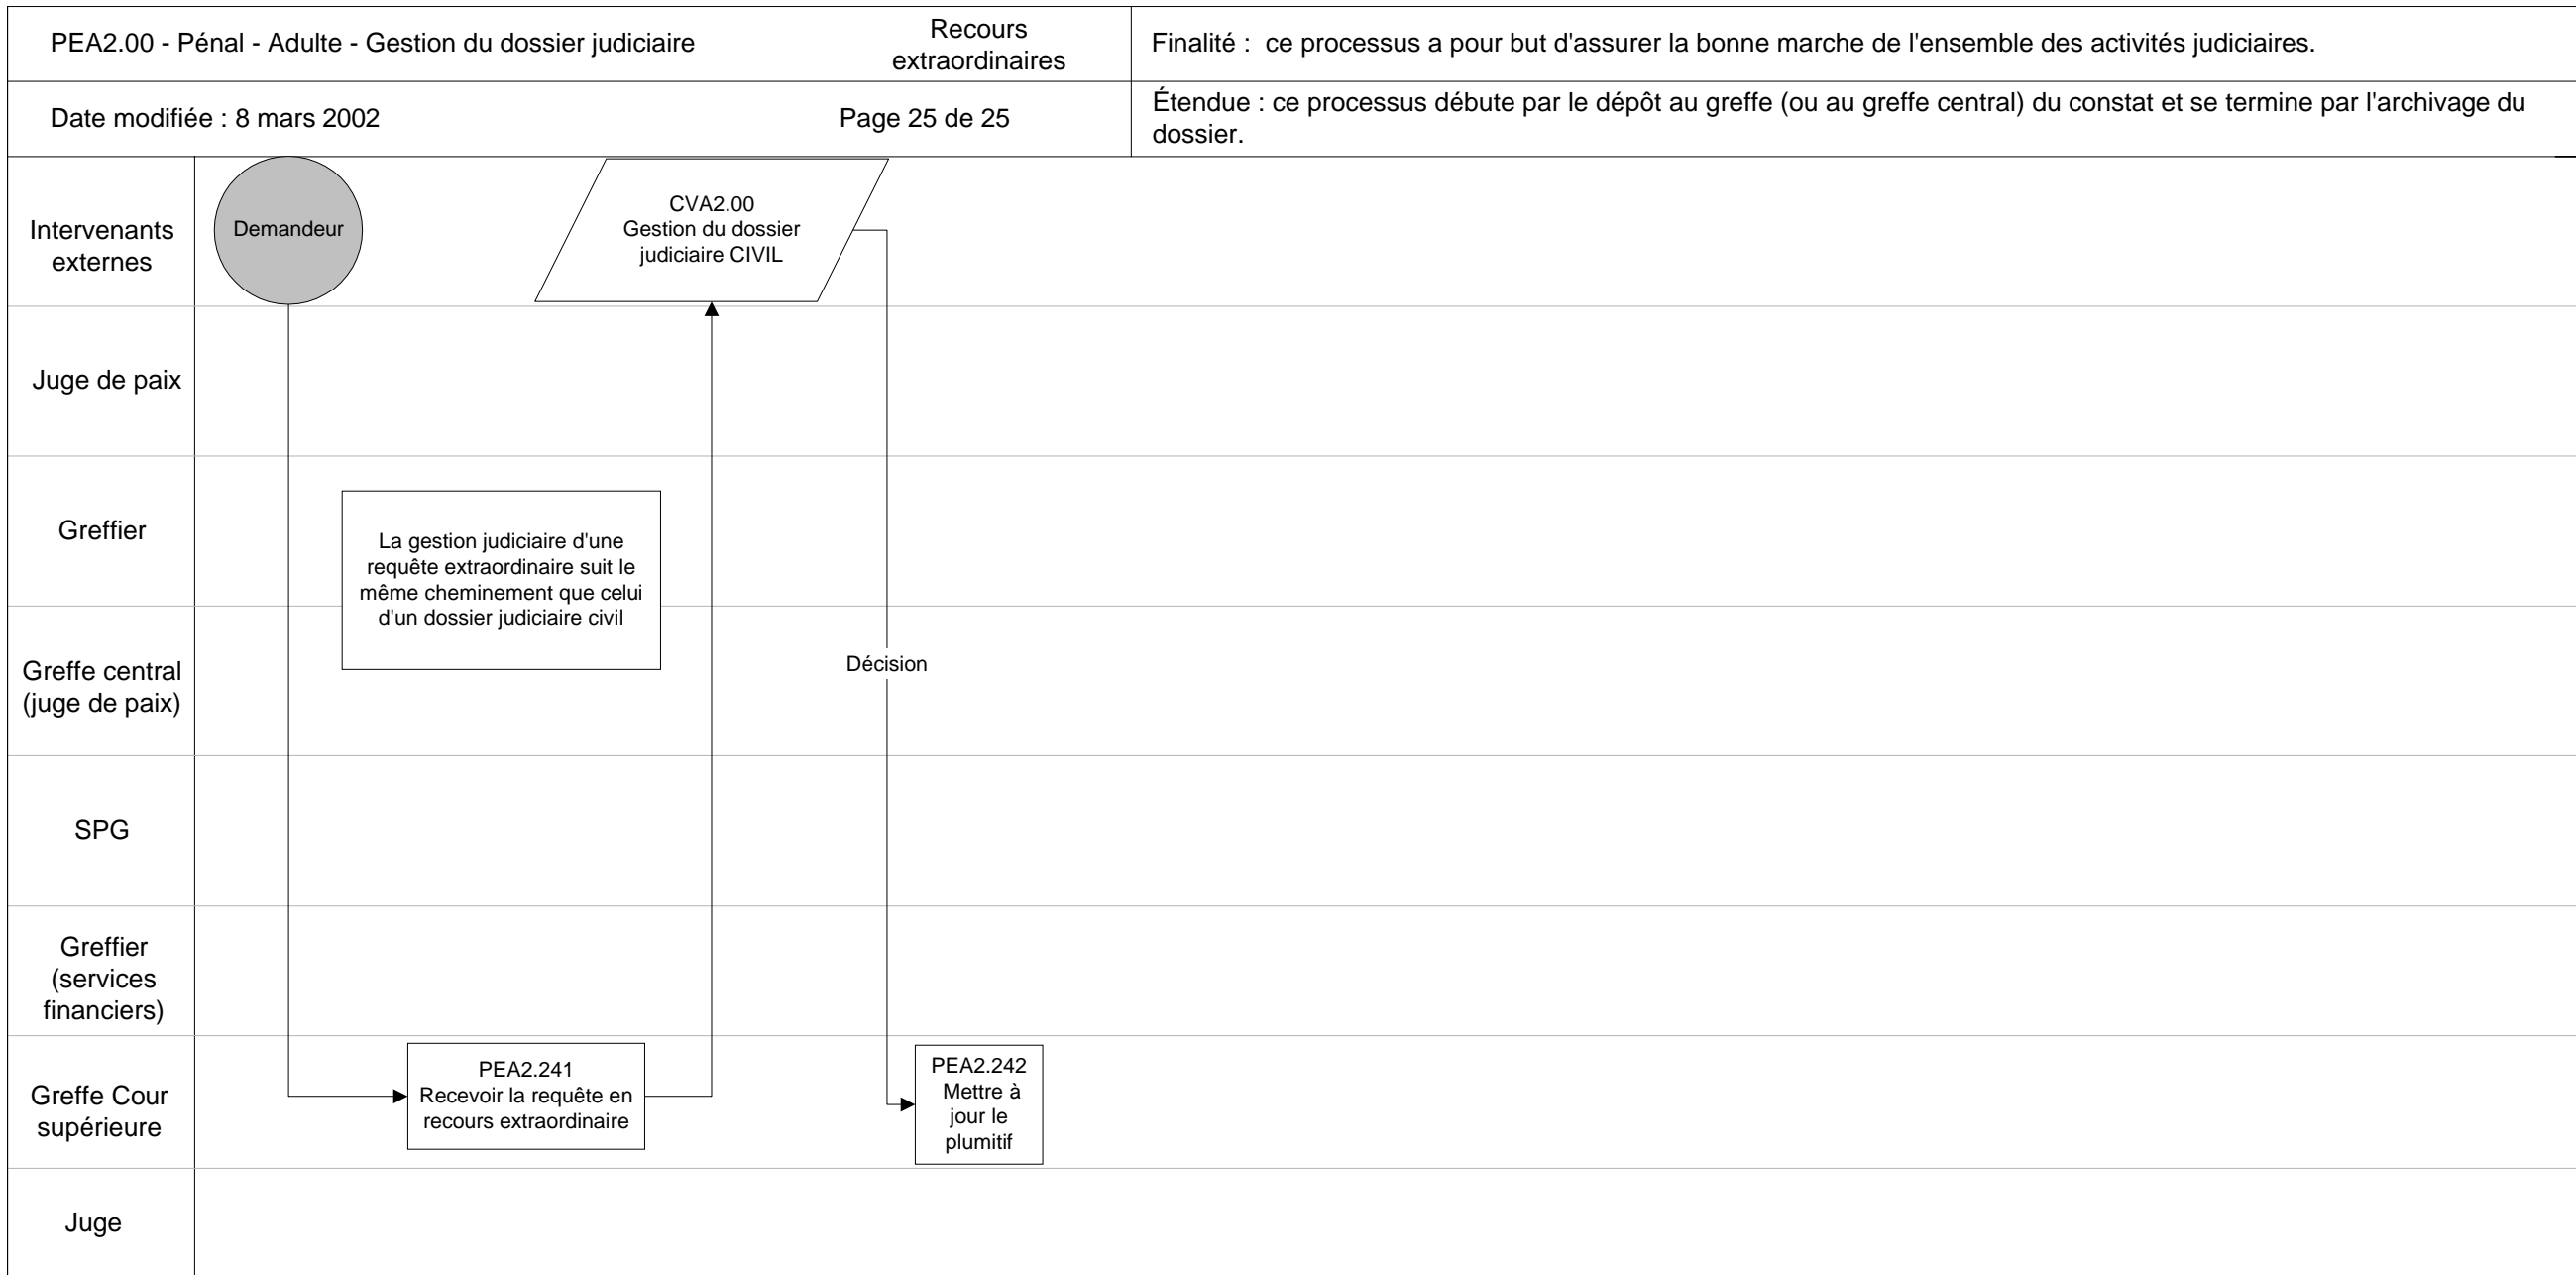 PEA2.00 - Pénal - Adulte - Gestion du dossier judiciaire
Recours
extraordinaires
Finalité :  ce processus a pour but d'assurer la bonne marche de l'ensemble des activités judiciaires.
Date modifiée : 8 mars 2002
Page 25 de 25
Étendue : ce processus débute par le dépôt au greffe (ou au greffe central) du constat et se termine par l'archivage du
dossier.
Intervenants
externes
Demandeur
CVA2.00
Gestion du dossier
judiciaire CIVIL
Juge de paix
Greffier
La gestion judiciaire d'une
requête extraordinaire suit le
même cheminement que celui
d'un dossier judiciaire civil
Greffe central
(juge de paix)
Décision
SPG
Greffier
(services
financiers)
Greffe Cour
supérieure
PEA2.241
Recevoir la requête en
recours extraordinaire
PEA2.242
Mettre à
jour le
plumitif
Juge